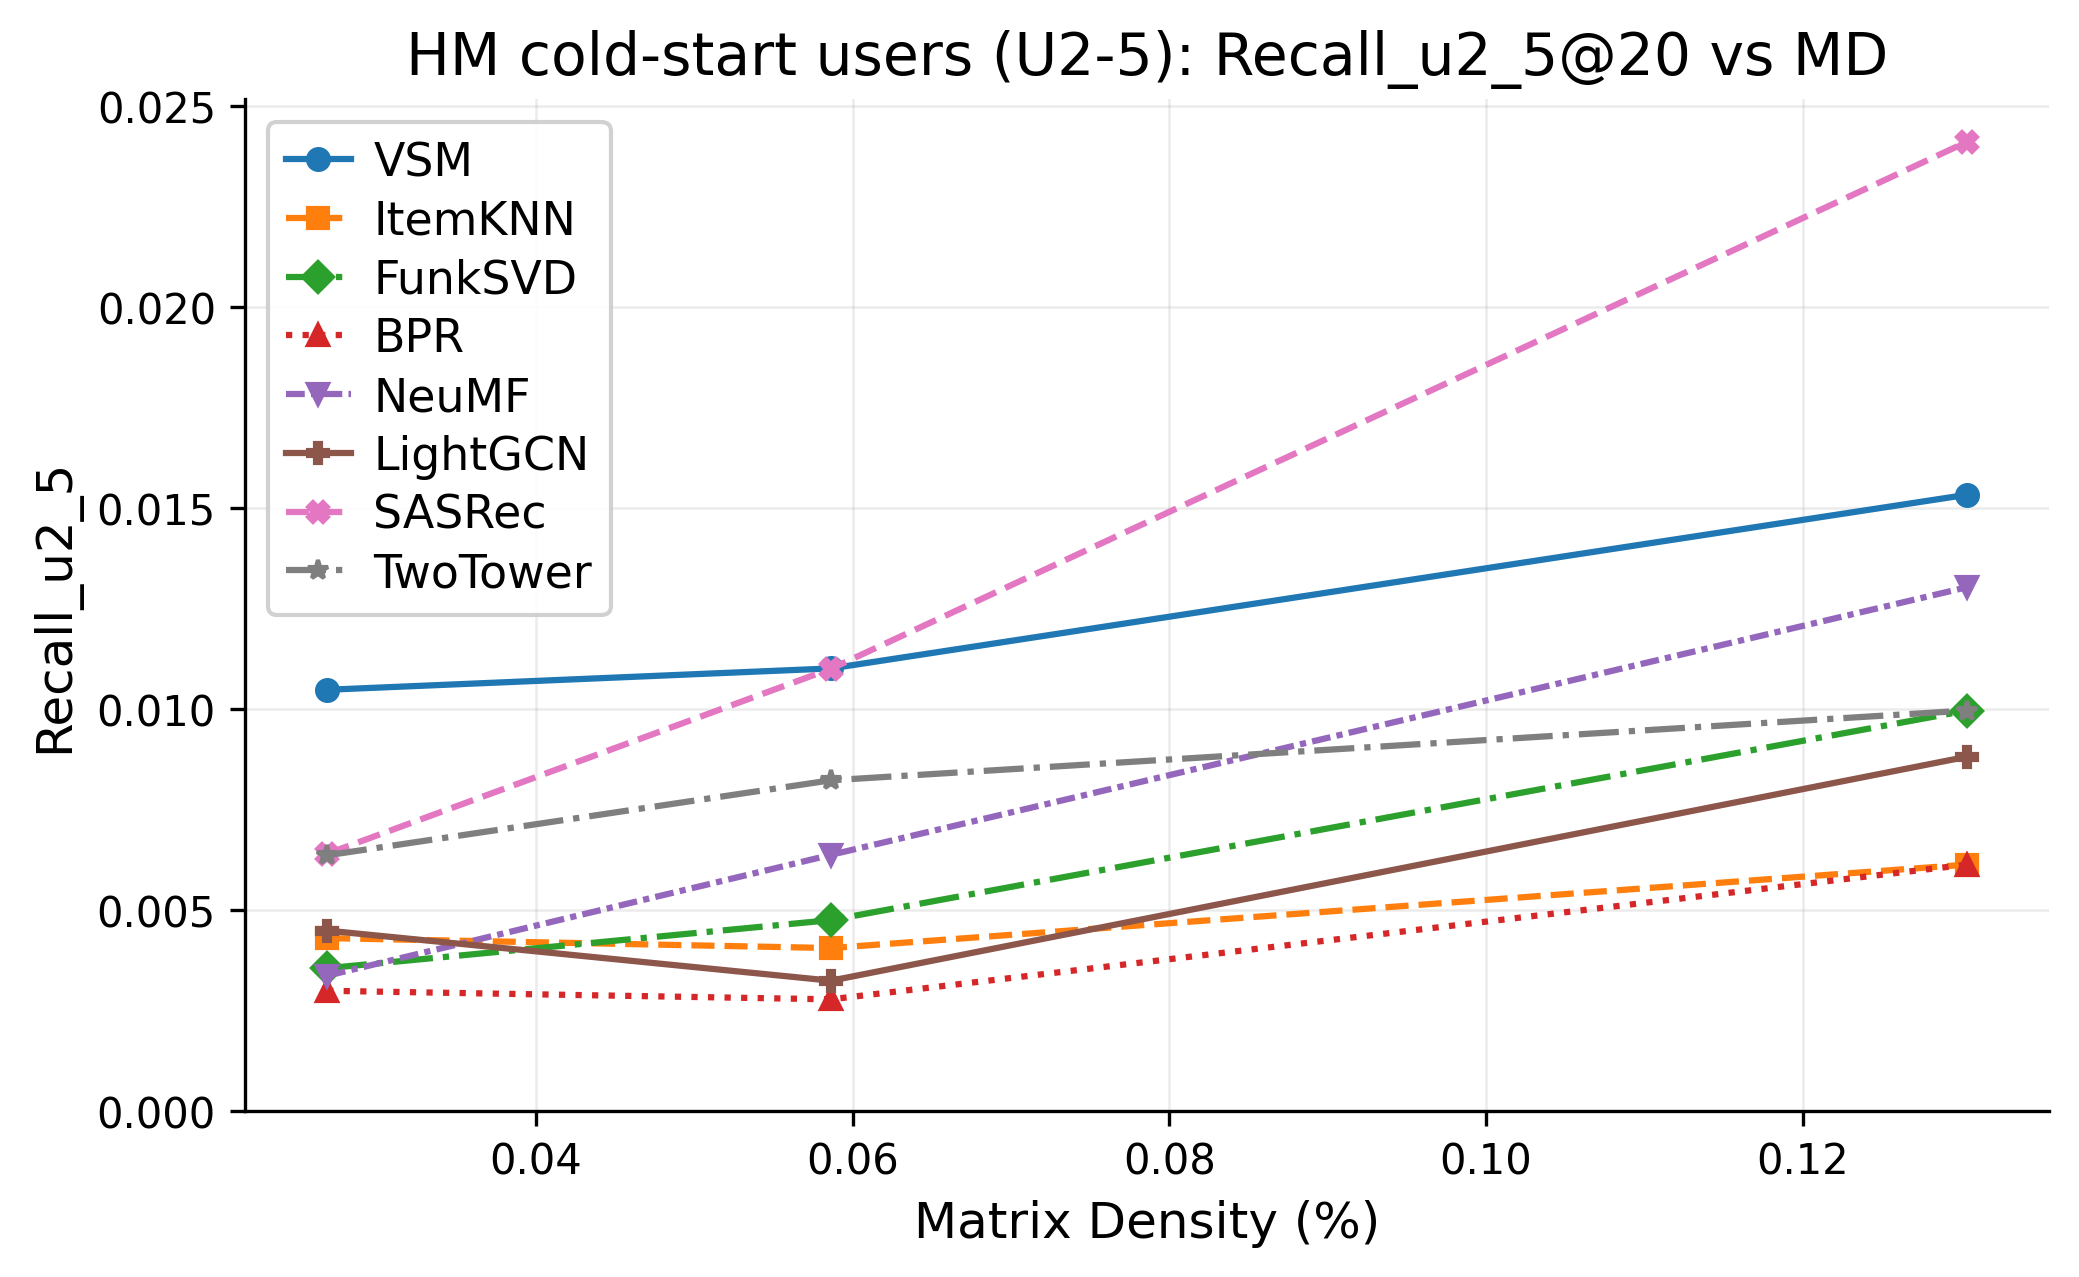 HM cold-start users (U2-5): Recall_u2_5@20 vs MD
0.025
0.020
0.015
0.010
0.005
0.000
Recall_u2_5
VSM
ItemKNN
FunkSVD
BPR
NeuMF
LightGCN
SASRec
TwoTower
0.04 0.06 0.08 0.10 0.12
Matrix Density (%)